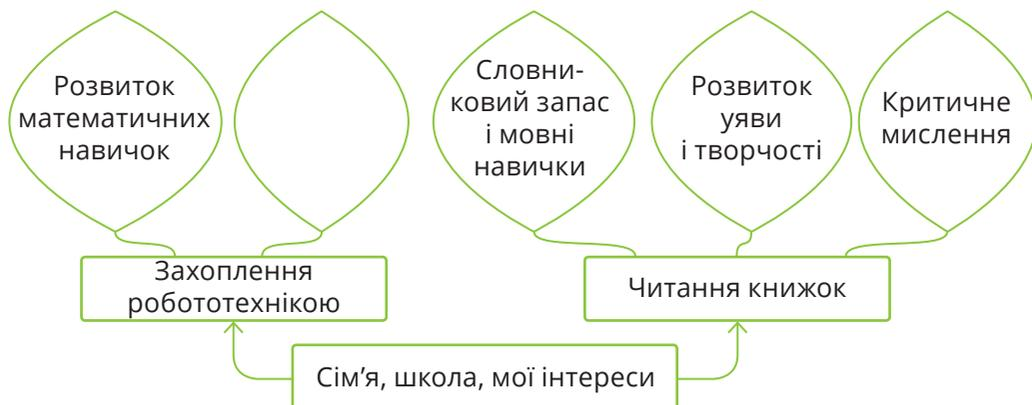 Розвиток
математичних
навичок
Словни-
ковий запас
і мовні
навички
Розвиток
уяви
і творчості
Критичне
мислення
Захоплення
робототехнікою
Читання книжок
Сім’я, школа, мої інтереси